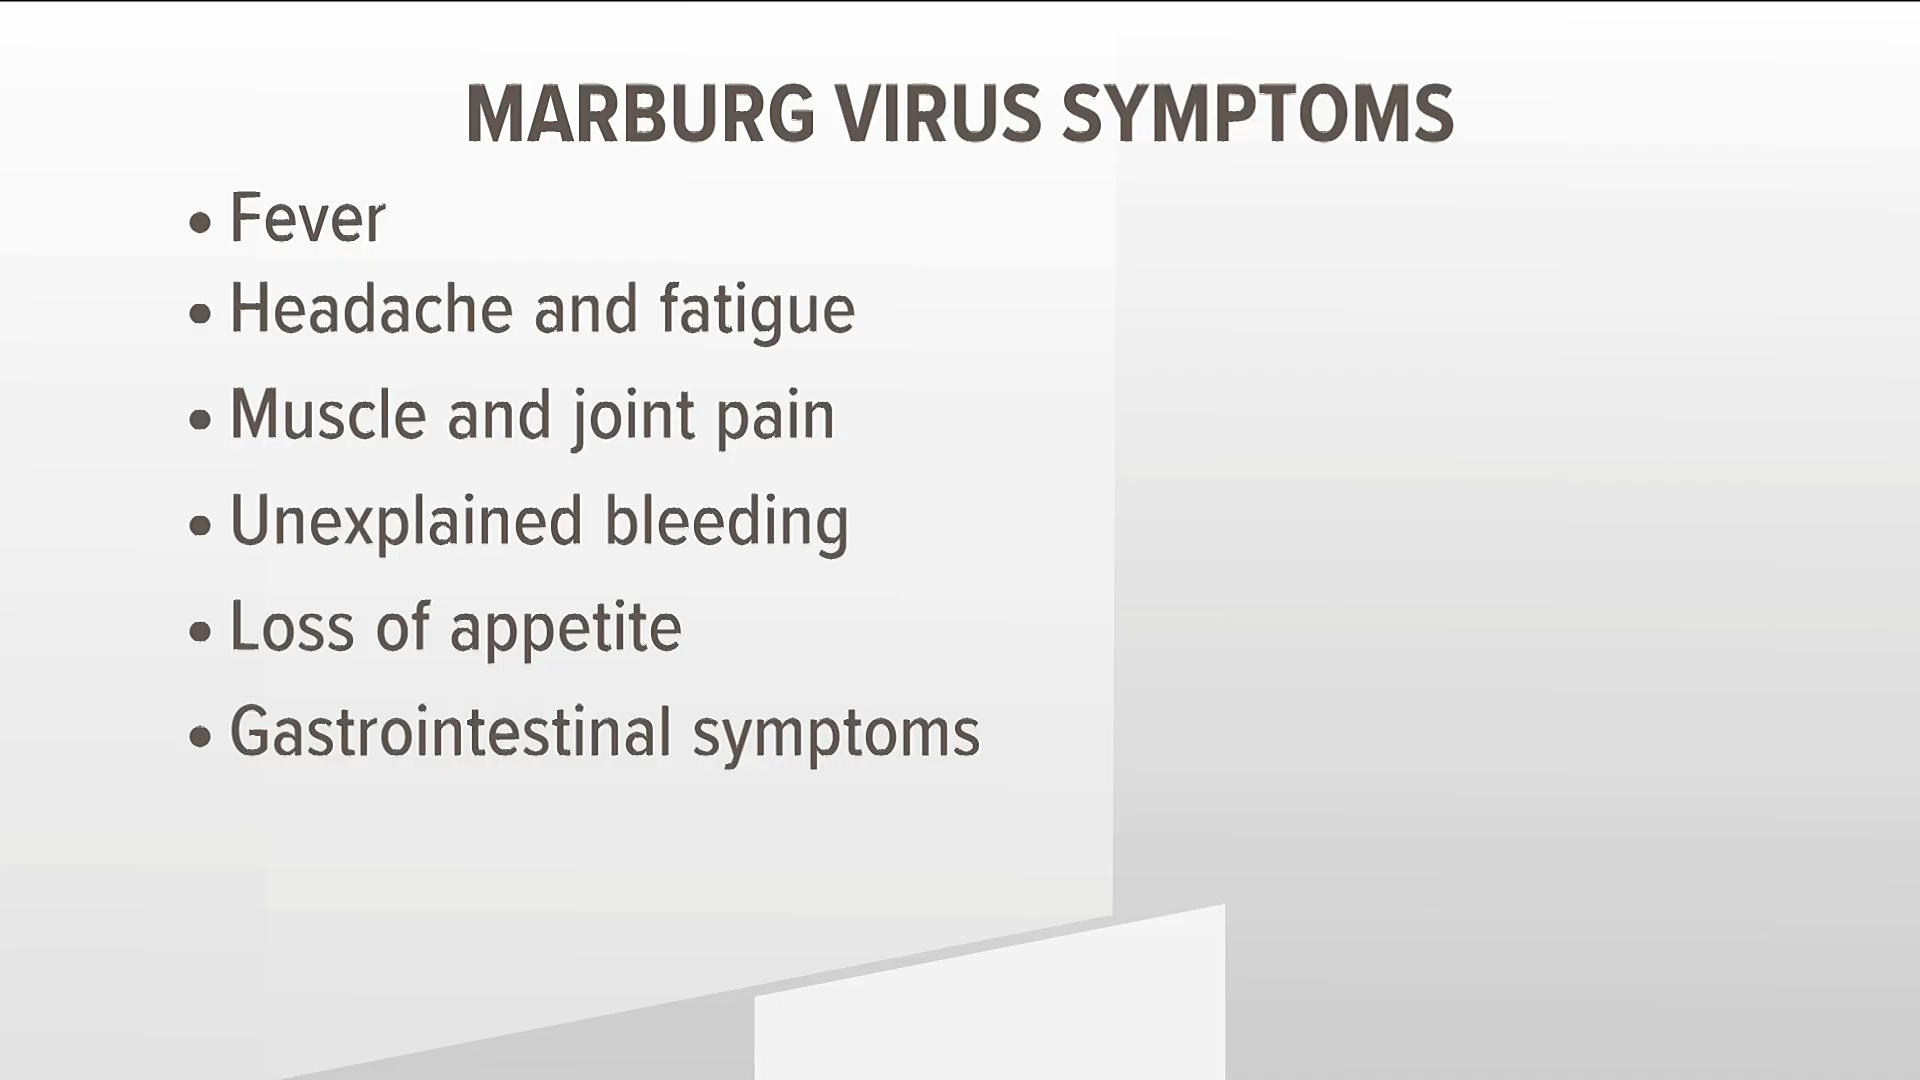 MARBURG VIRUS SYMPTOMS
• Fever
• Headache and fatigue
• Muscle and joint pain
• Unexplained bleeding
• Loss of appetite
• Gastrointestinal symptoms